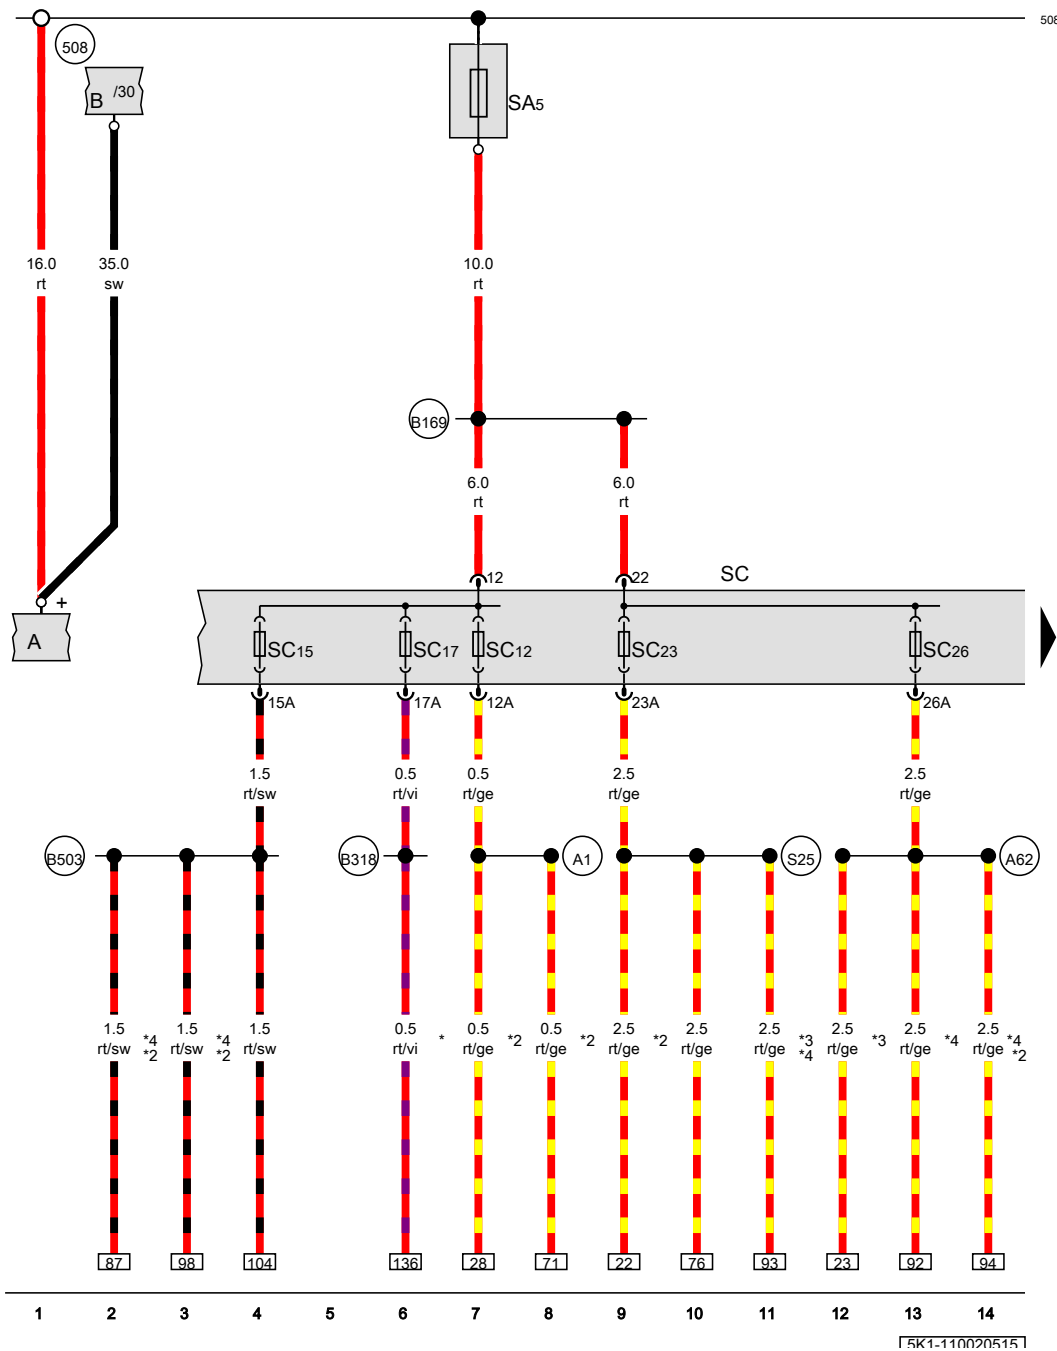 508
508
B /30
SA5
16.0 35.0 10.0
rt sw rt
B169
6.0 6.0
rt rt
12 22 SC
+
A SC15 SC17 SC12 SC23 SC26
15A 17A 12A 23A 26A
1.5 0.5 0.5 2.5 2.5
rt/sw rt/vi rt/ge rt/ge rt/ge
B503 B318 A1 S25 A62
1.5 *4 1.5 *4 1.5 0.5 * 0.5 *2 0.5 *2 2.5 *2 2.5 2.5 *3 2.5 *3 2.5 *4 2.5 *4
rt/sw *2 rt/sw *2 rt/sw rt/vi rt/ge rt/ge rt/ge rt/ge rt/ge *4 rt/ge rt/ge rt/ge *2
87 98 104 136 28 71 22 76 93 23 92 94
1 2 3 4 5 6 7 8 9 10 11 12 13 14
5K1-110020515